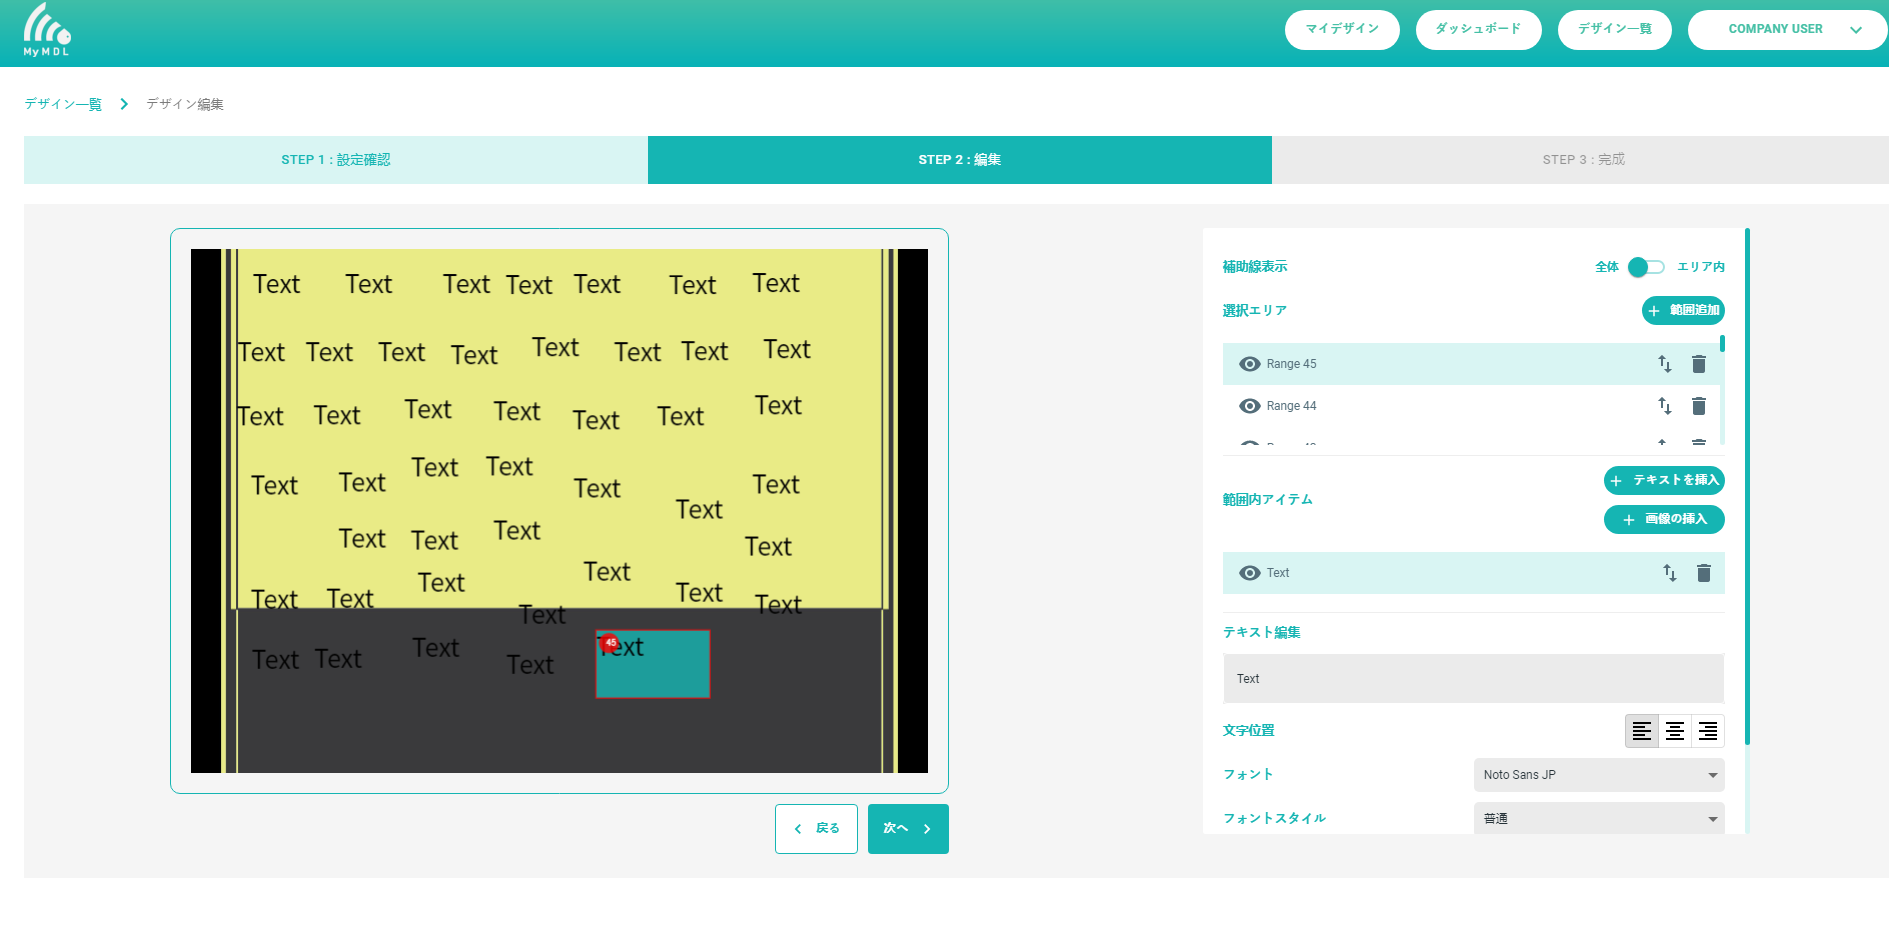 MyMDL
マイデザイン
ダッシュボード
デザイン一覧
COMPANY USER
デザイン一覧 デザイン編集
STEP 1 : 設定確認
STEP 2 : 編集
STEP 3 : 完成
Text Text Text Text Text Text Text
Text Text Text Text Text Text Text Text
Text Text Text Text Text Text Text
Text Text Text Text Text Text Text
Text Text Text Text
Text Text Text Text Text Text
Text
Text Text Text Text 45 Text
戻る
次へ
補助線表示 全体 エリア内
選択エリア + 範囲追加
Range 45
Range 44
範囲内アイテム
+ テキストを挿入
+ 画像の挿入
Text
テキスト編集
Text
文字位置
フォント Noto Sans JP
フォントスタイル 普通